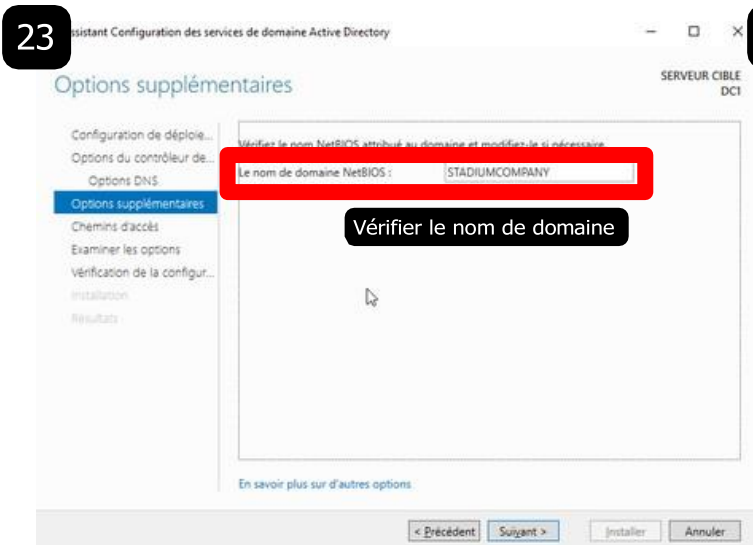 23
ssistant Configuration des services de domaine Active Directory
Options supplémentaires
SERVEUR CIBLE
DC1
Configuration de déploie...
Options du contrôleur de...
Options DNS
Options supplémentaires
Chemins d'accès
Examiner les options
Vérification de la configur...
Installation
Résultats
Vérifiez le nom NetBIOS attribué au domaine et modifiez-le si nécessaire.
Le nom de domaine NetBIOS : STADIUMCOMPANY
Vérifier le nom de domaine
En savoir plus sur d'autres options
< Précédent Suivant > Installer Annuler